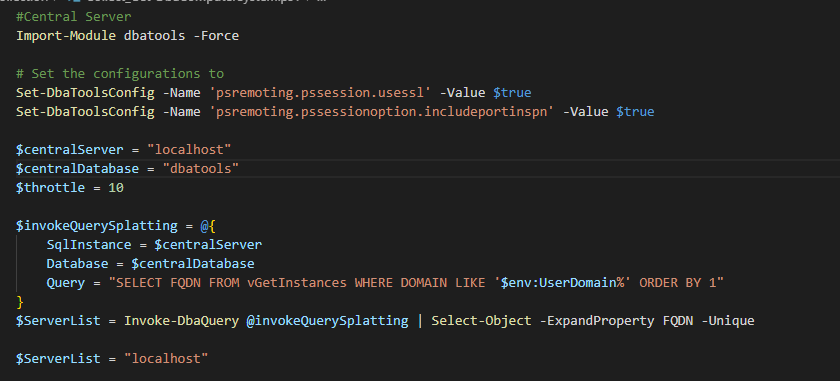 #Central Server
Import-Module dbatools -Force
# Set the configurations to
Set-DbaToolsConfig -Name 'psremoting.pssession.usessl' -Value $true
Set-DbaToolsConfig -Name 'psremoting.pssessionoption.includeportinspn' -Value $true
$centralServer = "localhost"
$centralDatabase = "dbatools"
$throttle = 10
$invokeQuerySplatting = @{
    SqlInstance = $centralServer
    Database = $centralDatabase
    Query = "SELECT FQDN FROM vGetInstances WHERE DOMAIN LIKE '$env:UserDomain%' ORDER BY 1"
}
$ServerList = Invoke-DbaQuery @invokeQuerySplatting | Select-Object -ExpandProperty FQDN -Unique
$ServerList = "localhost"